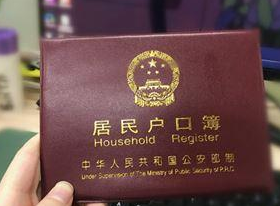 居民户口簿
Household Register
中华人民共和国公安部制
Under Supervision of The Ministry of Public Security of P.R.C